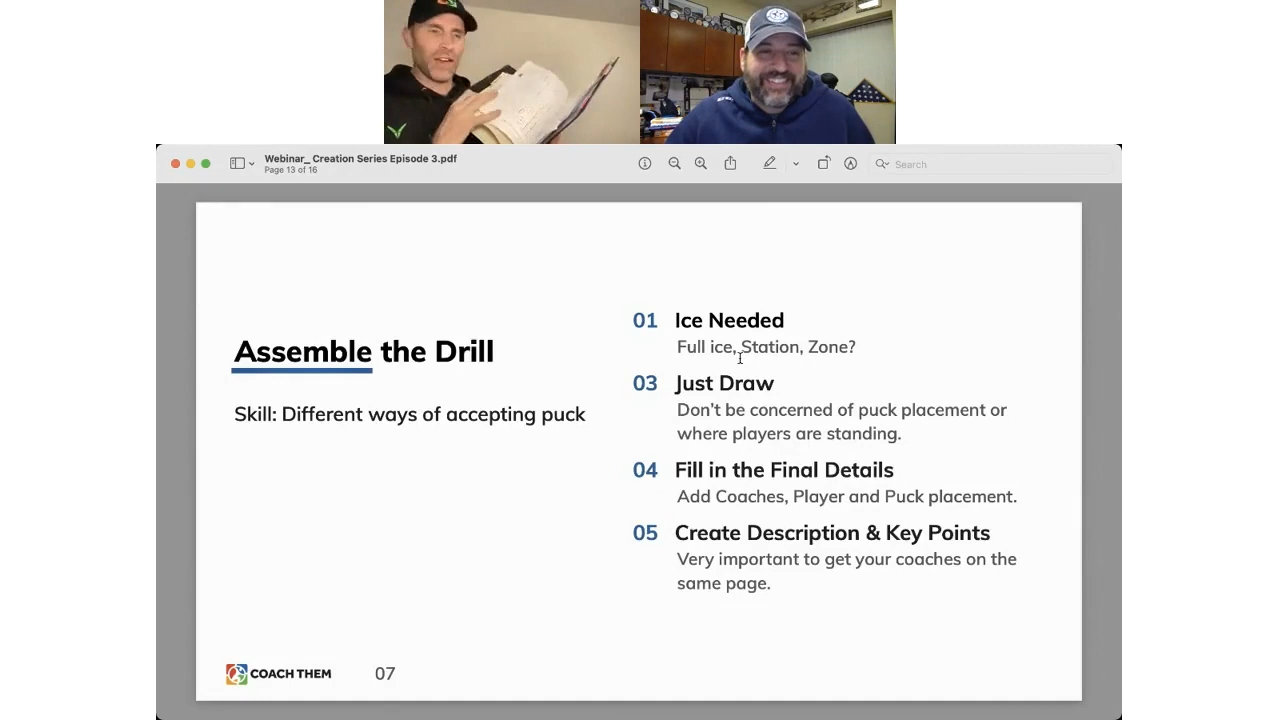 Webinar_ Creation Series Episode 3.pdf
Page 13 of 16
Search
Assemble the Drill
Skill: Different ways of accepting puck
01 Ice Needed
Full ice, Station, Zone?
03 Just Draw
Don't be concerned of puck placement or
where players are standing.
04 Fill in the Final Details
Add Coaches, Player and Puck placement.
05 Create Description & Key Points
Very important to get your coaches on the
same page.
COACH THEM
07